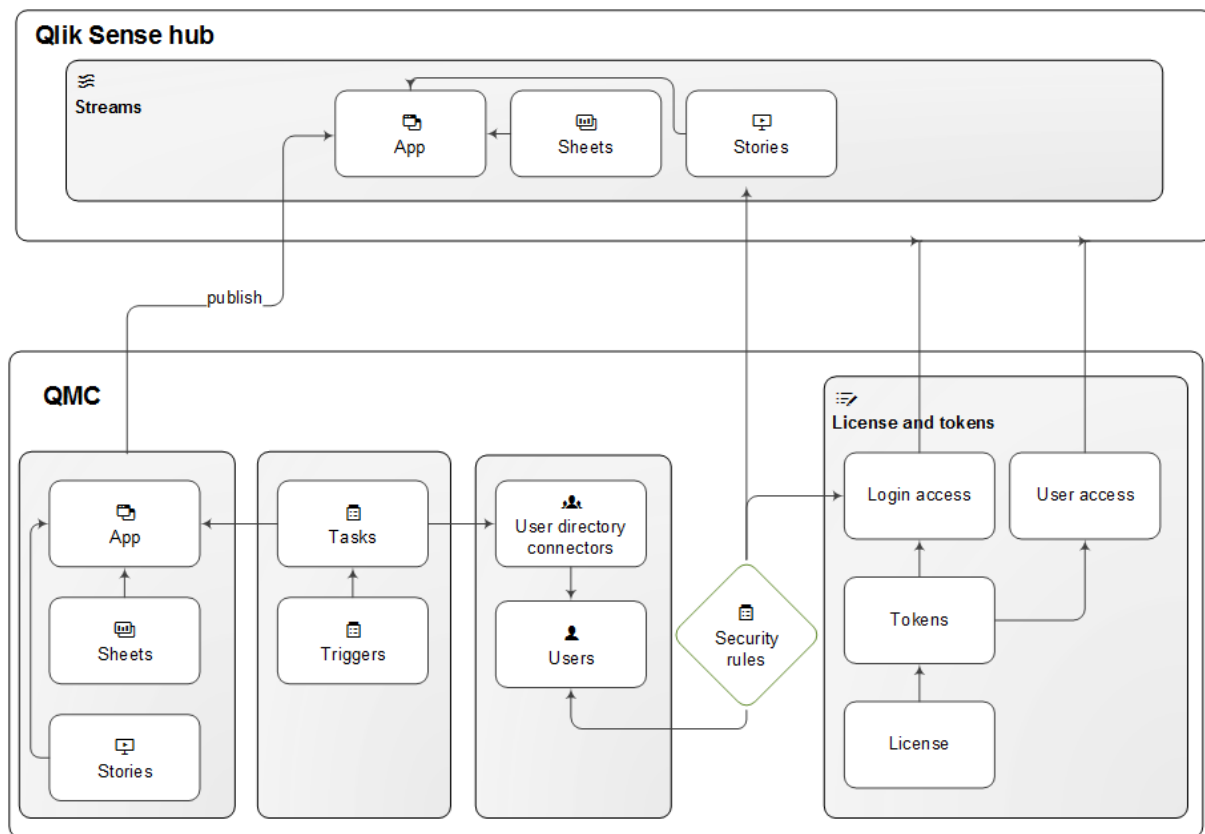 Qlik Sense hub
Streams
App
Sheets
Stories
publish
QMC
App
Sheets
Stories
Tasks
Triggers
User directory
connectors
Users
Security
rules
License and tokens
Login access
User access
Tokens
License